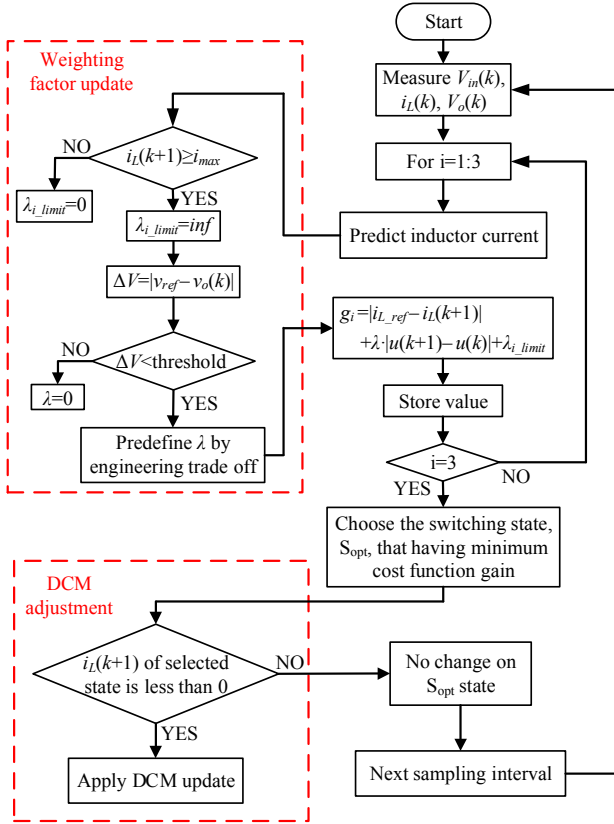 Start
Measure V_in(k),
i_L(k), V_o(k)
For i=1:3
Predict inductor current
Weighting
factor update
i_L(k+1)≥i_max
NO
λ_i_limit=0
YES
λ_i_limit=inf
ΔV=|v_ref−v_o(k)|
ΔV<threshold
NO
λ=0
YES
Predefine λ by
engineering trade off
g_i=|i_L_ref−i_L(k+1)|
+λ·|u(k+1)−u(k)|+λ_i_limit
Store value
i=3
NO
YES
Choose the switching state,
S_opt, that having minimum
cost function gain
DCM
adjustment
i_L(k+1) of selected
state is less than 0
NO
YES
Apply DCM update
No change on
S_opt state
Next sampling interval